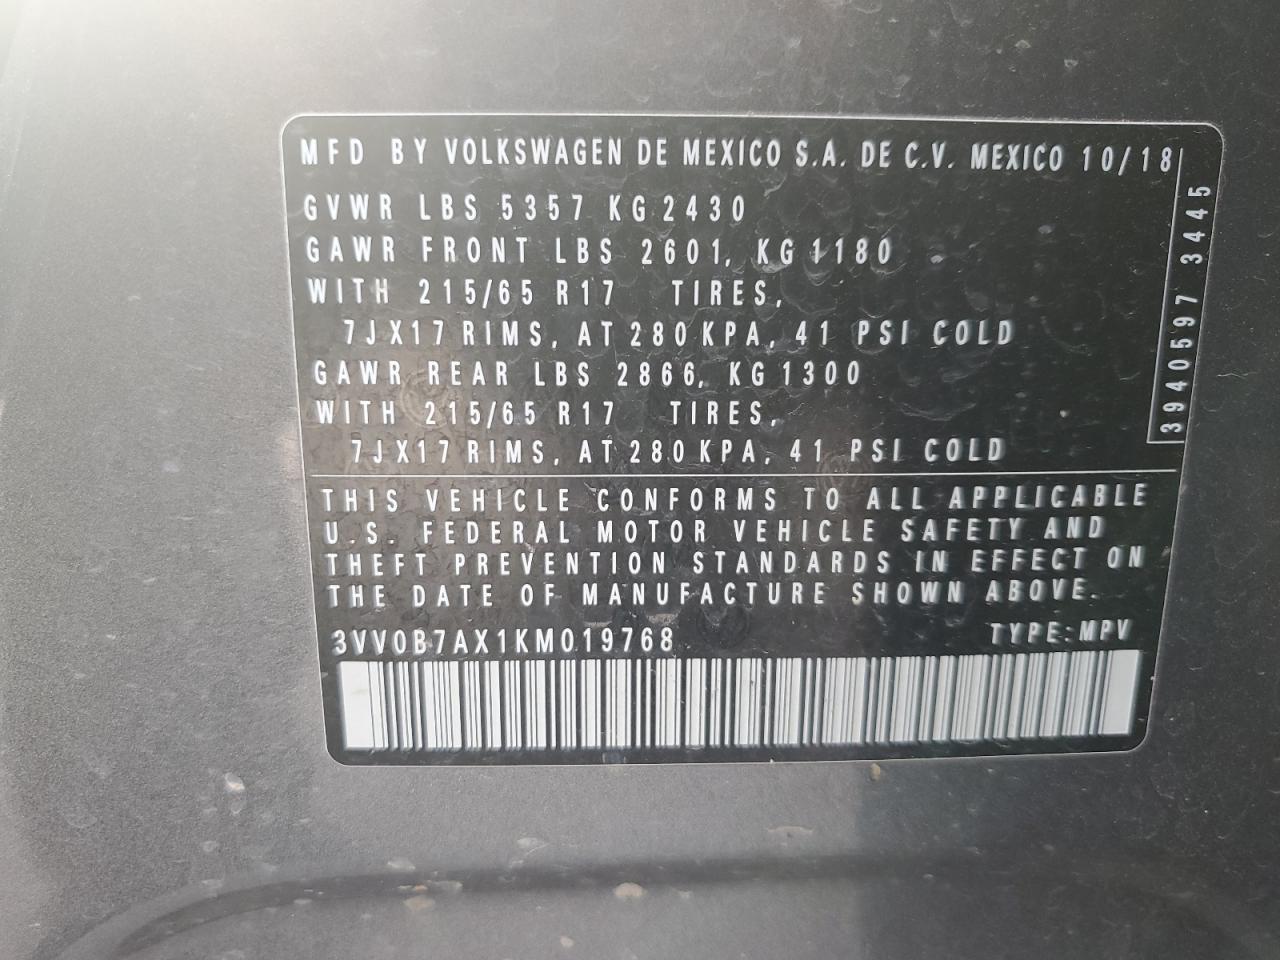 MFD BY VOLKSWAGEN DE MEXICO S.A. DE C.V. MEXICO 10/18
GVWR LBS 5357 KG 2430
GAWR FRONT LBS 2601, KG 1180
WITH 215/65 R17 TIRES,
7JX17 RIMS, AT 280 KPA, 41 PSI COLD
GAWR REAR LBS 2866, KG 1300
WITH 215/65 R17 TIRES,
7JX17 RIMS, AT 280 KPA, 41 PSI COLD
3940597 3445
THIS VEHICLE CONFORMS TO ALL APPLICABLE
U.S. FEDERAL MOTOR VEHICLE SAFETY AND
THEFT PREVENTION STANDARDS IN EFFECT ON
THE DATE OF MANUFACTURE SHOWN ABOVE.
3VV0B7AX1KM019768 TYPE:MPV